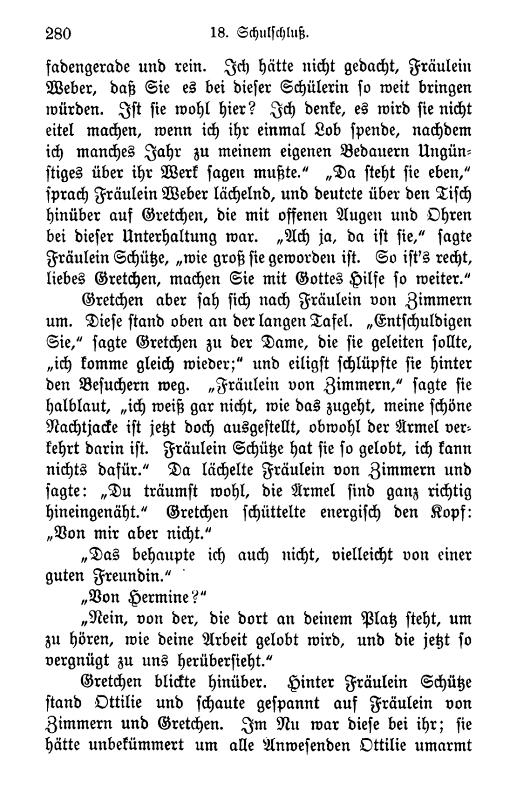 280 18. Schulschluß.
fadengerade und rein. Ich hätte nicht gedacht, Fräulein
Weber, daß Sie es bei dieser Schülerin so weit bringen
würden. Ist sie wohl hier? Ich denke, es wird sie nicht
eitel machen, wenn ich ihr einmal Lob spende, nachdem
ich manches Jahr zu meinem eigenen Bedauern Ungün-
stiges über ihr Werk sagen mußte.“ „Da steht sie eben,“
sprach Fräulein Weber lächelnd, und deutete über den Tisch
hinüber auf Gretchen, die mit offenen Augen und Ohren
bei dieser Unterhaltung war. „Ach ja, da ist sie,“ sagte
Fräulein Schütze, „wie groß sie geworden ist. So ist's recht,
liebes Gretchen, machen Sie mit Gottes Hilfe so weiter.“
Gretchen aber sah sich nach Fräulein von Zimmern
um. Diese stand oben an der langen Tafel. „Entschuldigen
Sie,“ sagte Gretchen zu der Dame, die sie geleiten sollte,
„ich komme gleich wieder;“ und eiligst schlüpfte sie hinter
den Besuchern weg. „Fräulein von Zimmern,“ sagte sie
halblaut, „ich weiß gar nicht, wie das zugeht, meine schöne
Nachtjacke ist jetzt doch ausgestellt, obwohl der Ärmel ver-
kehrt darin ist. Fräulein Schütze hat sie so gelobt, ich kann
nichts dafür.“ Da lächelte Fräulein von Zimmern und
sagte: „Du träumst wohl, die Ärmel sind ganz richtig
hineingenäht.“ Gretchen schüttelte energisch den Kopf:
„Von mir aber nicht.“
„Das behaupte ich auch nicht, vielleicht von einer
guten Freundin.“
„Von Hermine?“
„Nein, von der, die dort an deinem Platz steht, um
zu hören, wie deine Arbeit gelobt wird, und die jetzt so
vergnügt zu uns herübersieht.“
Gretchen blickte hinüber. Hinter Fräulein Schütze
stand Ottilie und schaute gespannt auf Fräulein von
Zimmern und Gretchen. Im Nu war diese bei ihr; sie
hätte unbekümmert um alle Anwesenden Ottilie umarmt